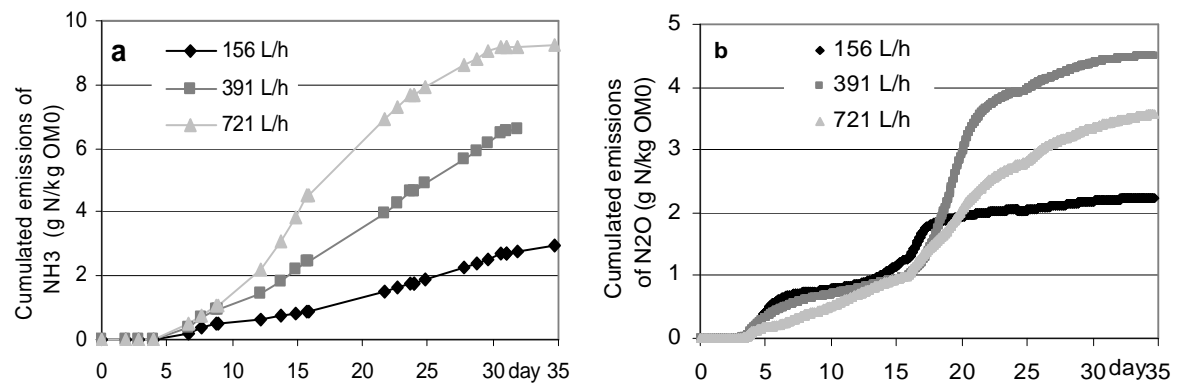 Cumulated emissions of
NH3 (g N/kg OM0)
10
8
6
4
2
0
a
156 L/h
391 L/h
721 L/h
0 5 10 15 20 25 30 day 35
Cumulated emissions
of N2O (g N/kg OM0)
5
4
3
2
1
0
b
156 L/h
391 L/h
721 L/h
0 5 10 15 20 25 30 day 35